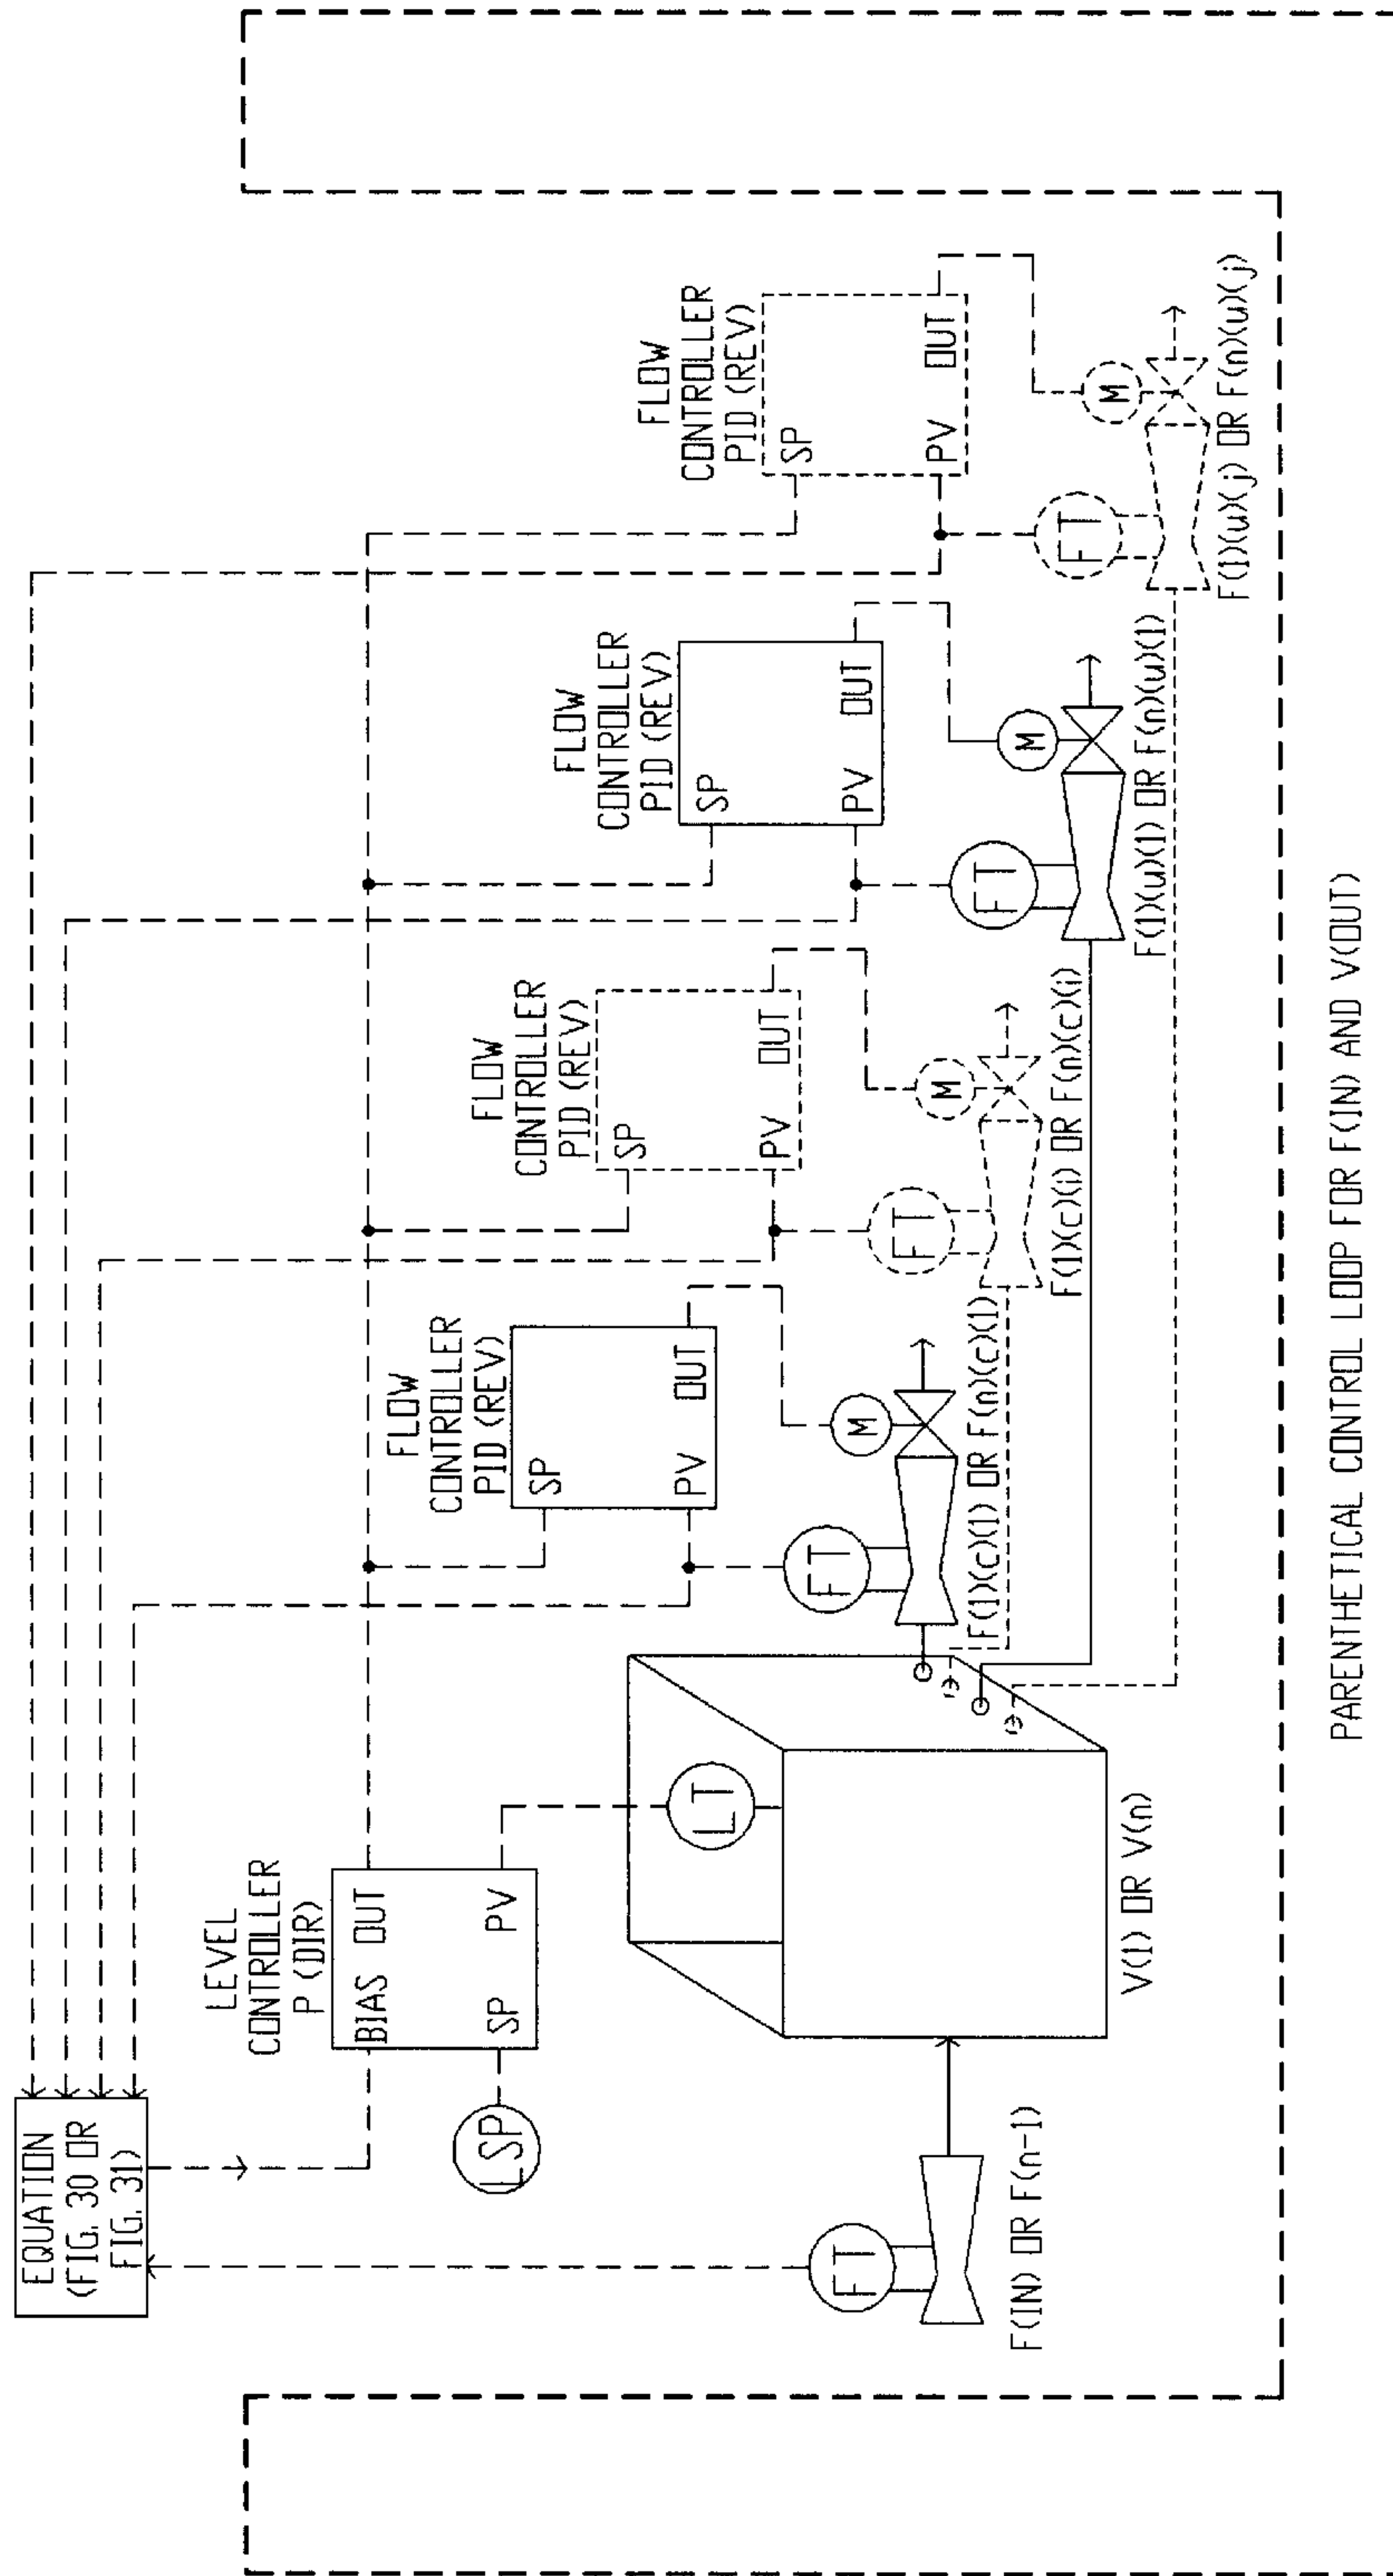 EQUATION
(FIG. 30 OR
FIG. 31)
LEVEL
CONTROLLER
P (DIR)
BIAS OUT
SP PV
LSP
LT
FT
F(IN) OR F(n-1)
V(1) OR V(n)
FLOW
CONTROLLER
PID (REV)
SP
PV OUT
FT
M
F(1)(c)(1) OR F(n)(c)(1)
FLOW
CONTROLLER
PID (REV)
SP
PV OUT
FT
M
F(1)(c)(i) OR F(n)(c)(i)
FLOW
CONTROLLER
PID (REV)
SP
PV OUT
FT
M
F(1)(u)(1) OR F(n)(u)(1)
FLOW
CONTROLLER
PID (REV)
SP
PV OUT
FT
M
F(1)(u)(j) OR F(n)(u)(j)
PARENTHETICAL CONTROL LOOP FOR F(IN) AND V(OUT)